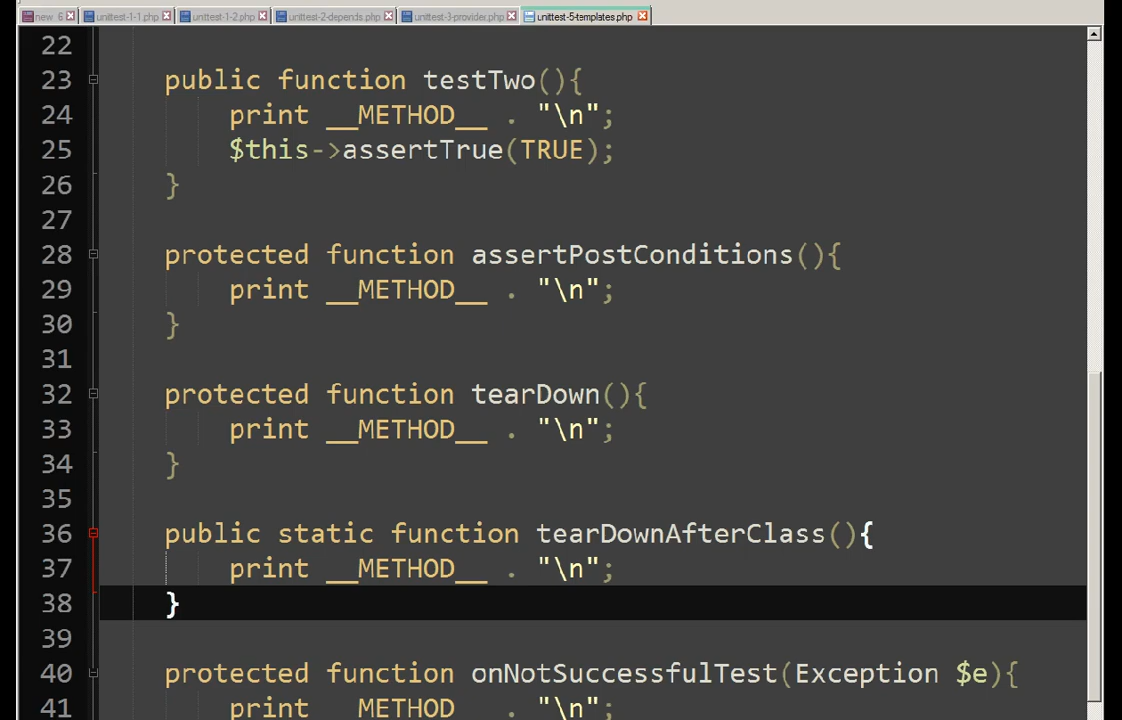 new 6 unittest-1-1.php unittest-1-2.php unittest-2-depends.php unittest-3-provider.php unittest-5-templates.php
22
23 public function testTwo(){
24 print __METHOD__ . "\n";
25 $this->assertTrue(TRUE);
26 }
27
28 protected function assertPostConditions(){
29 print __METHOD__ . "\n";
30 }
31
32 protected function tearDown(){
33 print __METHOD__ . "\n";
34 }
35
36 public static function tearDownAfterClass(){
37 print __METHOD__ . "\n";
38 }
39
40 protected function onNotSuccessfulTest(Exception $e){
41 print __METHOD__ . "\n";